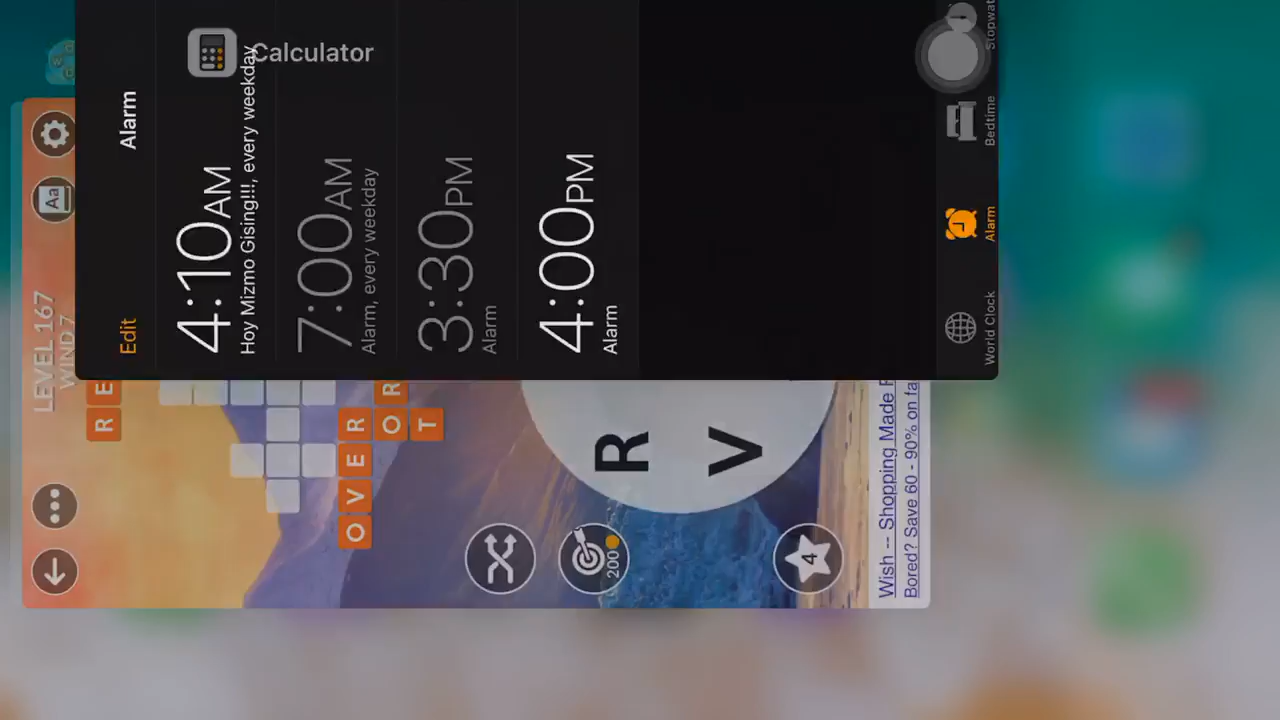 Calculator
Edit
Alarm
4:10AM
Hoy Mizmo Gising!!!, every weekday
7:00AM
Alarm, every weekday
3:30PM
Alarm
4:00PM
Alarm
World Clock
Alarm
Bedtime
Stopwat
LEVEL 167
WIND 7
Aa
R E
O V E R
O R
T
R
V
200
4
Wish -- Shopping Made F
Bored? Save 60 - 90% on fa